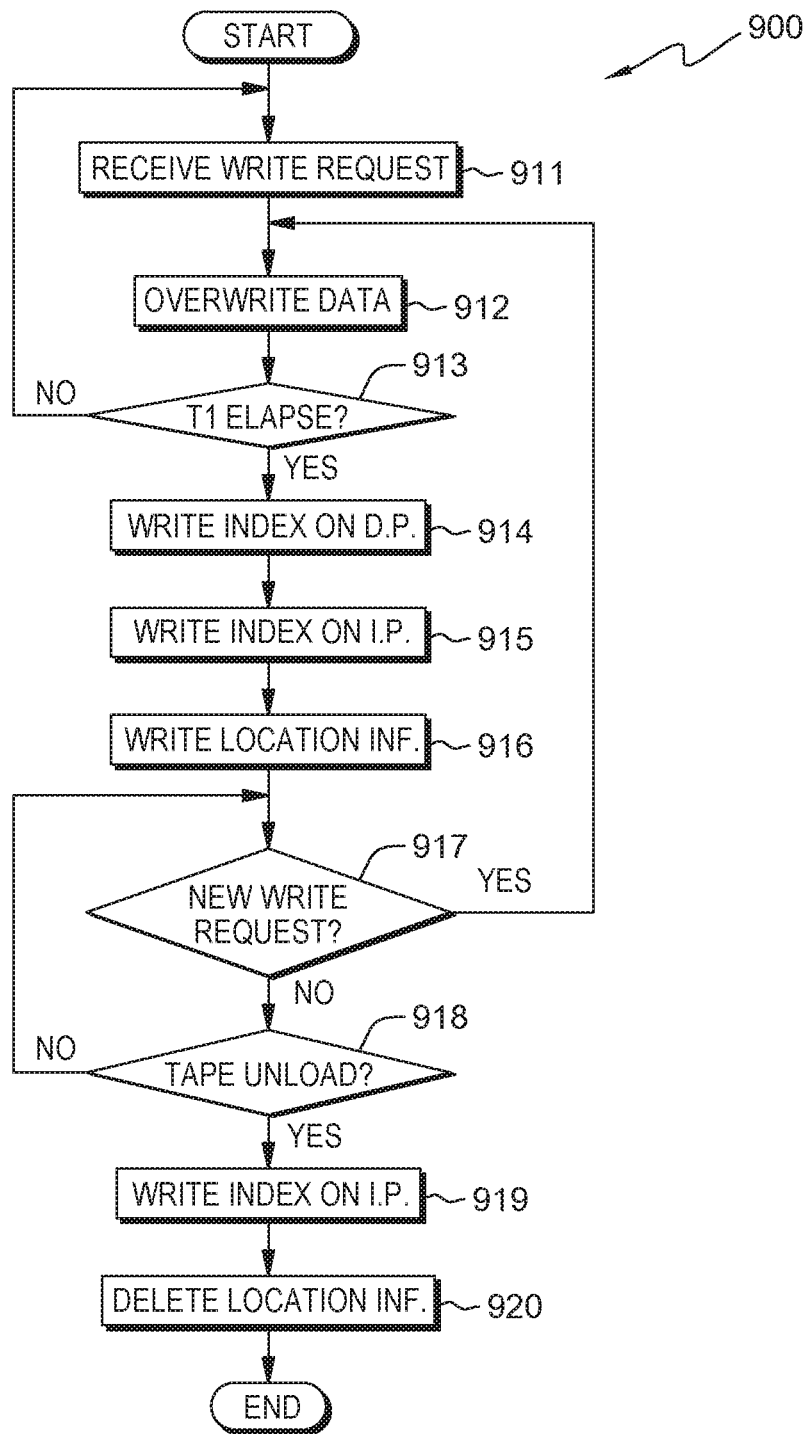 START
900
RECEIVE WRITE REQUEST
911
OVERWRITE DATA
912
913
NO
T1 ELAPSE?
YES
WRITE INDEX ON D.P.
914
WRITE INDEX ON I.P.
915
WRITE LOCATION INF.
916
917
YES
NEW WRITE
REQUEST?
NO
918
NO
TAPE UNLOAD?
YES
WRITE INDEX ON I.P.
919
DELETE LOCATION INF.
920
END